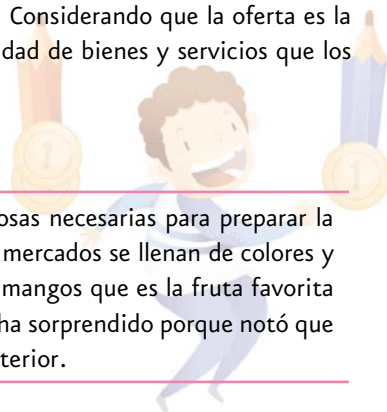 Considerando que la oferta es la
dad de bienes y servicios que los
osas necesarias para preparar la
mercados se llenan de colores y
mangos que es la fruta favorita
ha sorprendido porque notó que
terior.